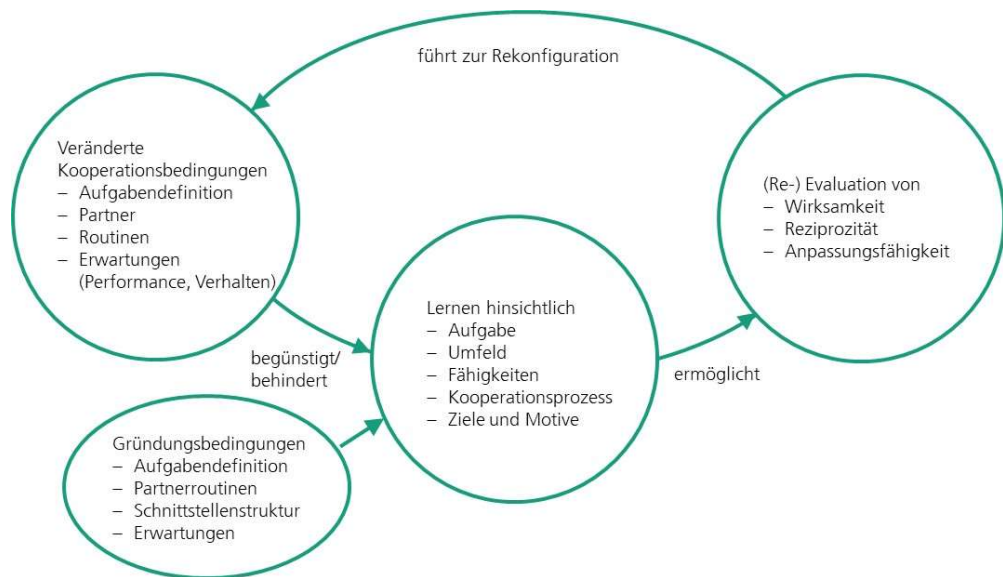 führt zur Rekonfiguration
Veränderte
Kooperationsbedingungen
– Aufgabendefinition
– Partner
– Routinen
– Erwartungen
(Performance, Verhalten)
(Re-) Evaluation von
– Wirksamkeit
– Reziprozität
– Anpassungsfähigkeit
Lernen hinsichtlich
– Aufgabe
– Umfeld
– Fähigkeiten
– Kooperationsprozess
– Ziele und Motive
begünstigt/
behindert
ermöglicht
Gründungsbedingungen
– Aufgabendefinition
– Partnerroutinen
– Schnittstellenstruktur
– Erwartungen